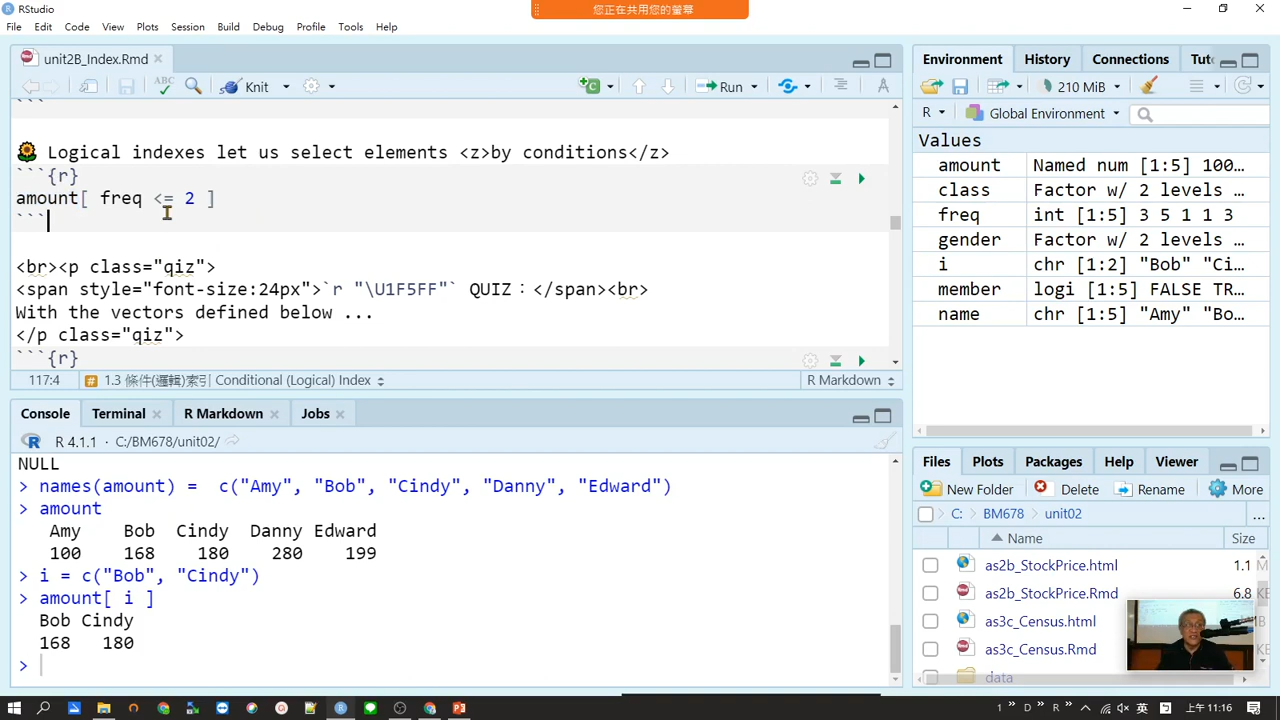 RStudio
您正在共用您的螢幕
File Edit Code View Plots Session Build Debug Profile Tools Help
unit2B_Index.Rmd
ABC Knit Run
```
🌻 Logical indexes let us select elements <z>by conditions</z>
```{r}
amount[ freq <= 2 ]
```
<br><p class="qiz">
<span style="font-size:24px">`r "\U1F5FF"` QUIZ：</span><br>
With the vectors defined below ...
</p class="qiz">
```{r}
117:4 # 1.3 條件(邏輯)索引 Conditional (Logical) Index R Markdown
Console Terminal R Markdown Jobs
R 4.1.1 · C:/BM678/unit02/
NULL
> names(amount) =  c("Amy", "Bob", "Cindy", "Danny", "Edward")
> amount
Amy Bob Cindy Danny Edward
100 168 180 280 199
> i = c("Bob", "Cindy")
> amount[ i ]
Bob Cindy
168 180
>
Environment History Connections Tut
210 MiB
R Global Environment
Values
amount Named num [1:5] 100…
class Factor w/ 2 levels …
freq int [1:5] 3 5 1 1 3
gender Factor w/ 2 levels …
i chr [1:2] "Bob" "Ci…
member logi [1:5] FALSE TR…
name chr [1:5] "Amy" "Bo…
Files Plots Packages Help Viewer
New Folder Delete Rename More
C: BM678 unit02 ...
Name Size
as2b_StockPrice.html 1.1 M
as2b_StockPrice.Rmd 6.8 KB
as3c_Census.html
as3c_Census.Rmd
data
1 » D » R » 英 上午 11:16